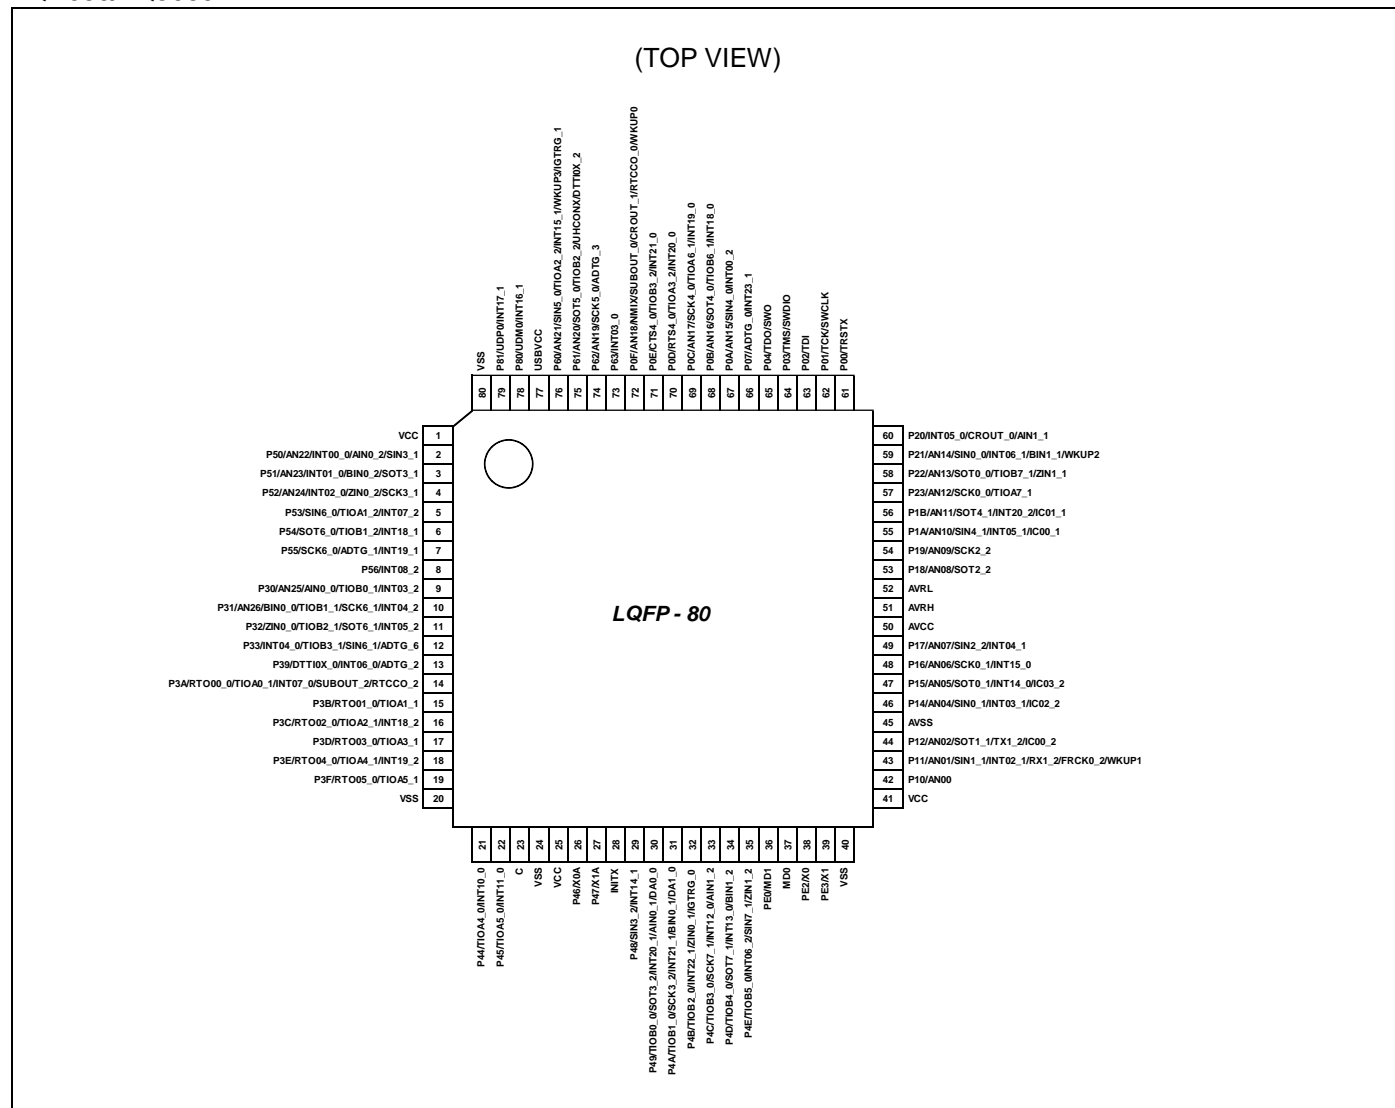 (TOP VIEW)
80 VSS
79 P81/UDP0/INT17_1
78 P80/UDM0/INT16_1
77 USBVCC
76 P60/AN21/SIN5_0/TIOA2_2/INT15_1/WKUP3/IGTRG_1
75 P61/AN20/SOT5_0/TIOB2_2/UHCONX/DTTI0X_2
74 P62/AN19/SCK5_0/ADTG_3
73 P63/INT03_0
72 P0F/AN18/NMIX/SUBOUT_0/CROUT_1/RTCCO_0/WKUP0
71 P0E/CTS4_0/TIOB3_2/INT21_0
70 P0D/RTS4_0/TIOA3_2/INT20_0
69 P0C/AN17/SCK4_0/TIOA6_1/INT19_0
68 P0B/AN16/SOT4_0/TIOB6_1/INT18_0
67 P0A/AN15/SIN4_0/INT00_2
66 P07/ADTG_0/INT23_1
65 P04/TDO/SWO
64 P03/TMS/SWDIO
63 P02/TDI
62 P01/TCK/SWCLK
61 P00/TRSTX
VCC 1
P50/AN22/INT00_0/AIN0_2/SIN3_1 2
P51/AN23/INT01_0/BIN0_2/SOT3_1 3
P52/AN24/INT02_0/ZIN0_2/SCK3_1 4
P53/SIN6_0/TIOA1_2/INT07_2 5
P54/SOT6_0/TIOB1_2/INT18_1 6
P55/SCK6_0/ADTG_1/INT19_1 7
P56/INT08_2 8
P30/AN25/AIN0_0/TIOB0_1/INT03_2 9
P31/AN26/BIN0_0/TIOB1_1/SCK6_1/INT04_2 10
P32/ZIN0_0/TIOB2_1/SOT6_1/INT05_2 11
P33/INT04_0/TIOB3_1/SIN6_1/ADTG_6 12
P39/DTTI0X_0/INT06_0/ADTG_2 13
P3A/RTO00_0/TIOA0_1/INT07_0/SUBOUT_2/RTCCO_2 14
P3B/RTO01_0/TIOA1_1 15
P3C/RTO02_0/TIOA2_1/INT18_2 16
P3D/RTO03_0/TIOA3_1 17
P3E/RTO04_0/TIOA4_1/INT19_2 18
P3F/RTO05_0/TIOA5_1 19
VSS 20
LQFP - 80
60 P20/INT05_0/CROUT_0/AIN1_1
59 P21/AN14/SIN0_0/INT06_1/BIN1_1/WKUP2
58 P22/AN13/SOT0_0/TIOB7_1/ZIN1_1
57 P23/AN12/SCK0_0/TIOA7_1
56 P1B/AN11/SOT4_1/INT20_2/IC01_1
55 P1A/AN10/SIN4_1/INT05_1/IC00_1
54 P19/AN09/SCK2_2
53 P18/AN08/SOT2_2
52 AVRL
51 AVRH
50 AVCC
49 P17/AN07/SIN2_2/INT04_1
48 P16/AN06/SCK0_1/INT15_0
47 P15/AN05/SOT0_1/INT14_0/IC03_2
46 P14/AN04/SIN0_1/INT03_1/IC02_2
45 AVSS
44 P12/AN02/SOT1_1/TX1_2/IC00_2
43 P11/AN01/SIN1_1/INT02_1/RX1_2/FRCK0_2/WKUP1
42 P10/AN00
41 VCC
21 P44/TIOA4_0/INT10_0
22 P45/TIOA5_0/INT11_0
23 C
24 VSS
25 VCC
26 P46/X0A
27 P47/X1A
28 INITX
29 P48/SIN3_2/INT14_1
30 P49/TIOB0_0/SOT3_2/INT20_1/AIN0_1/DA0_0
31 P4A/TIOB1_0/SCK3_2/INT21_1/BIN0_1/DA1_0
32 P4B/TIOB2_0/INT22_1/ZIN0_1/IGTRG_0
33 P4C/TIOB3_0/SCK7_1/INT12_0/AIN1_2
34 P4D/TIOB4_0/SOT7_1/INT13_0/BIN1_2
35 P4E/TIOB5_0/INT06_2/SIN7_1/ZIN1_2
36 PE0/MD1
37 MD0
38 PE2/X0
39 PE3/X1
40 VSS